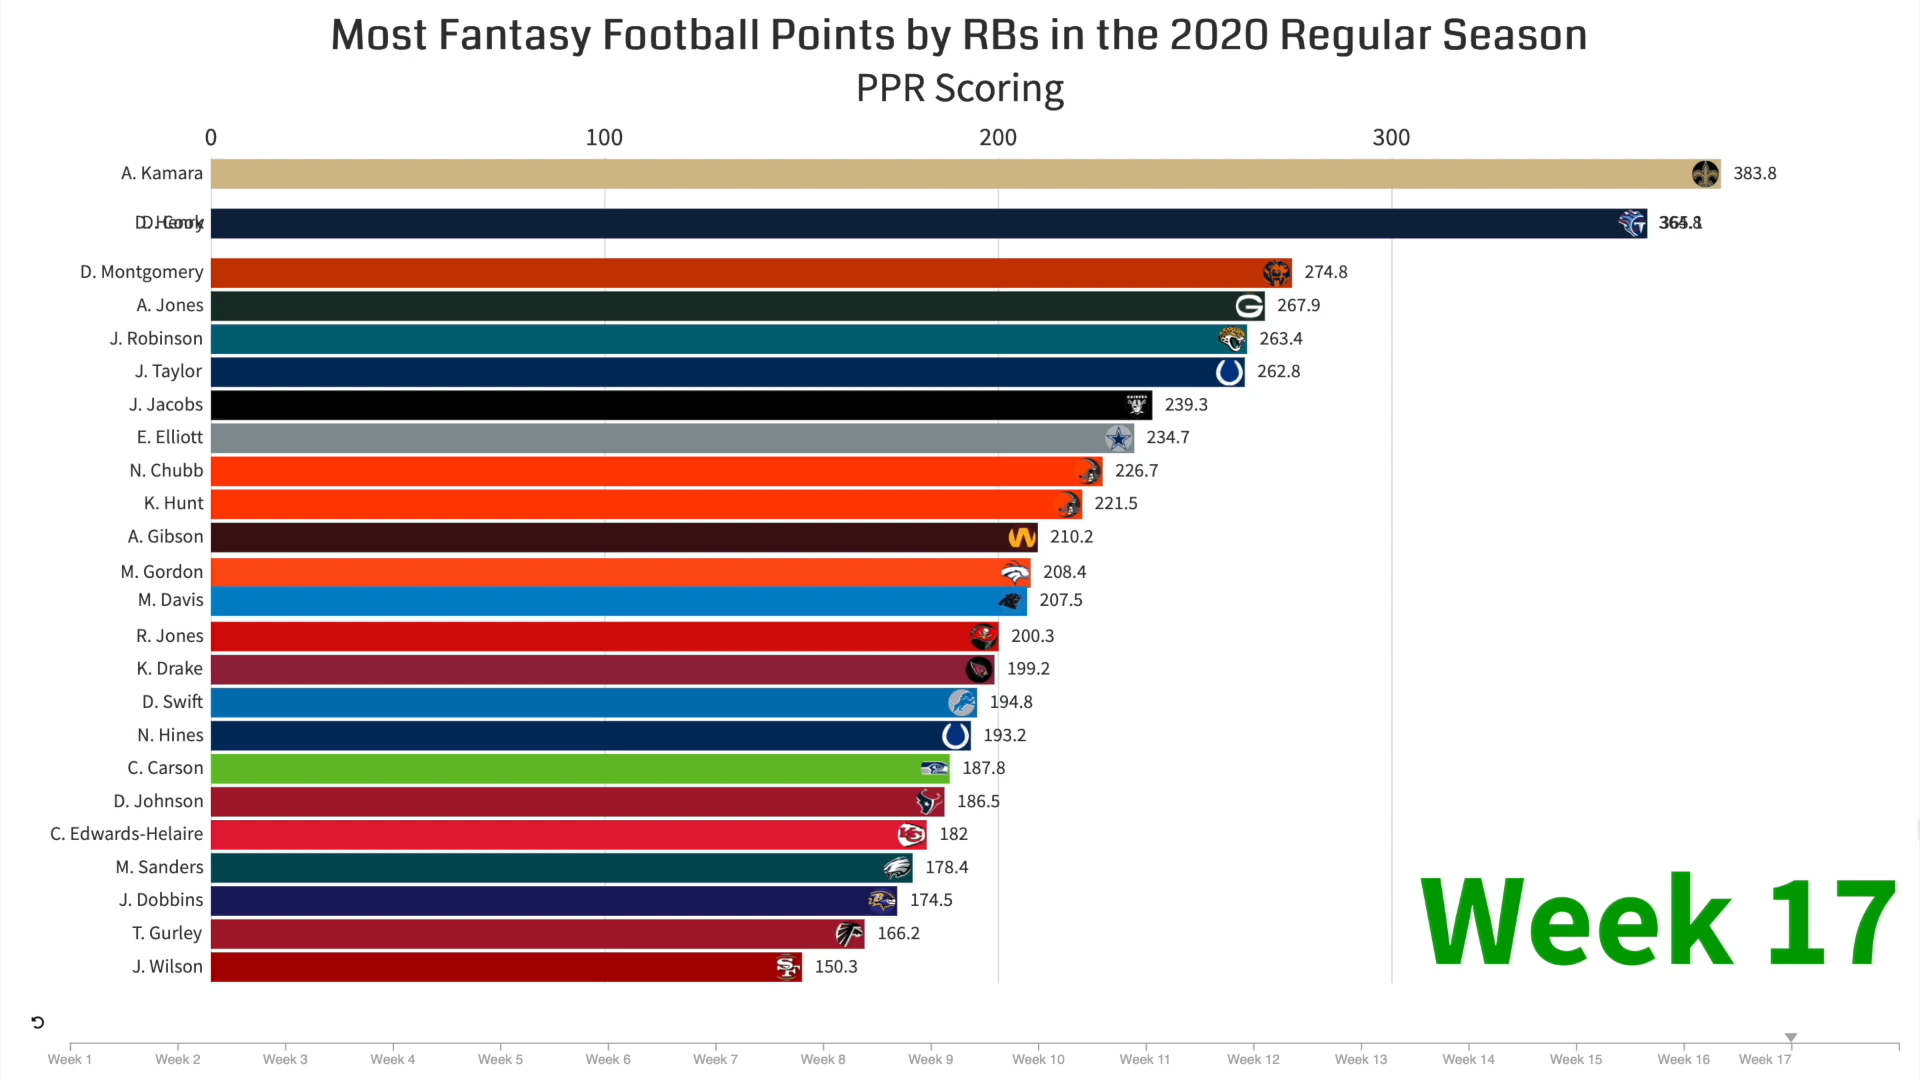 Most Fantasy Football Points by RBs in the 2020 Regular Season
PPR Scoring
0 100 200 300
A. Kamara 383.8
D. Montgomery 274.8
A. Jones 267.9
J. Robinson 263.4
J. Taylor 262.8
J. Jacobs 239.3
E. Elliott 234.7
N. Chubb 226.7
K. Hunt 221.5
A. Gibson 210.2
M. Gordon 208.4
M. Davis 207.5
R. Jones 200.3
K. Drake 199.2
D. Swift 194.8
N. Hines 193.2
C. Carson 187.8
D. Johnson 186.5
C. Edwards-Helaire 182
M. Sanders 178.4
J. Dobbins 174.5
T. Gurley 166.2
J. Wilson 150.3
Week 17
Week 1 Week 2 Week 3 Week 4 Week 5 Week 6 Week 7 Week 8 Week 9 Week 10 Week 11 Week 12 Week 13 Week 14 Week 15 Week 16 Week 17